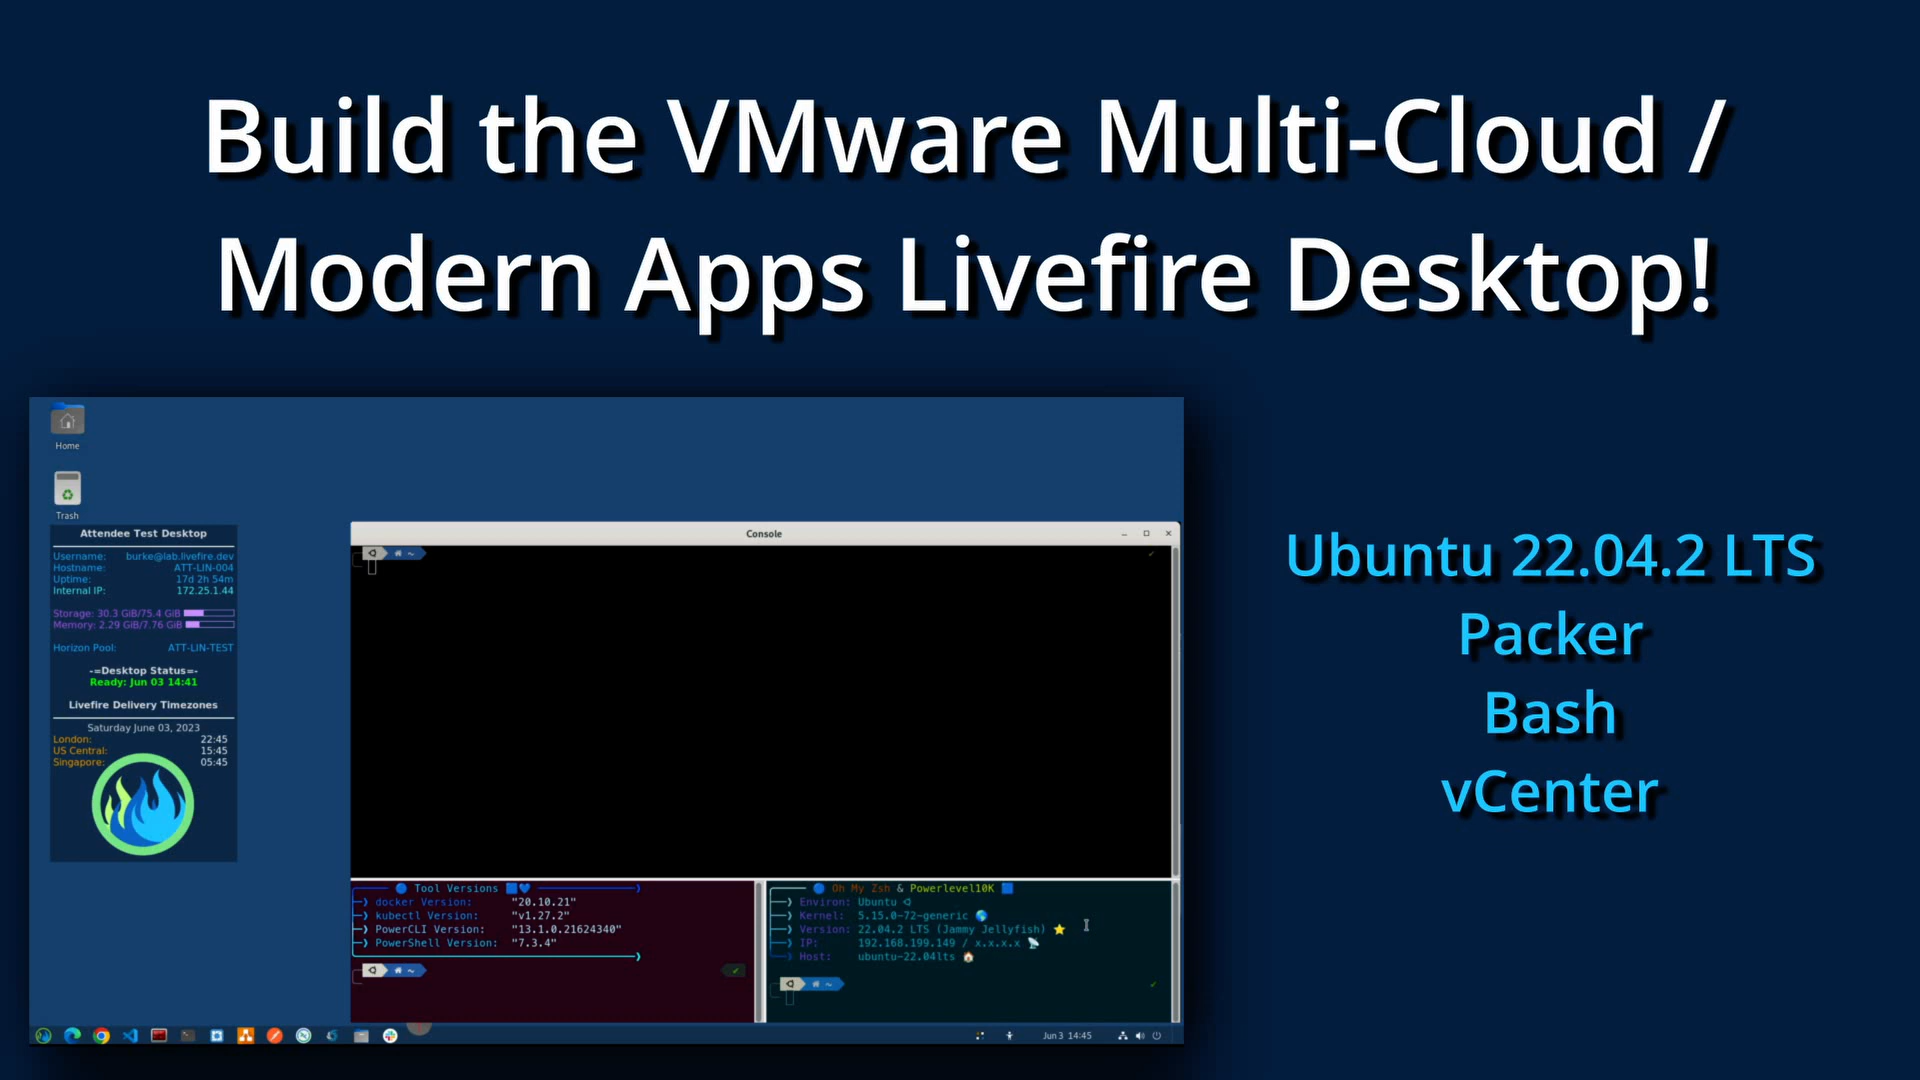 Build the VMware Multi-Cloud /
Modern Apps Livefire Desktop!
Home
Trash
Attendee Test Desktop
Username: burke@lab.livefire.dev
Hostname: ATT-LIN-004
Uptime: 17d 2h 54m
Internal IP: 172.25.1.44
Storage: 30.3 GiB/75.4 GiB
Memory: 2.29 GiB/7.76 GiB
Horizon Pool: ATT-LIN-TEST
-=Desktop Status=-
Ready: Jun 03 14:41
Livefire Delivery Timezones
Saturday June 03, 2023
London: 22:45
US Central: 15:45
Singapore: 05:45
Console
~
Tool Versions
docker Version: "20.10.21"
kubectl Version: "v1.27.2"
PowerCLI Version: "13.1.0.21624340"
PowerShell Version: "7.3.4"
~
Oh My Zsh & Powerlevel10K
Environ: Ubuntu
Kernel: 5.15.0-72-generic
Version: 22.04.2 LTS (Jammy Jellyfish)
IP: 192.168.199.149 / x.x.x.x
Host: ubuntu-22.04lts
~
Jun 3 14:45
Ubuntu 22.04.2 LTS
Packer
Bash
vCenter